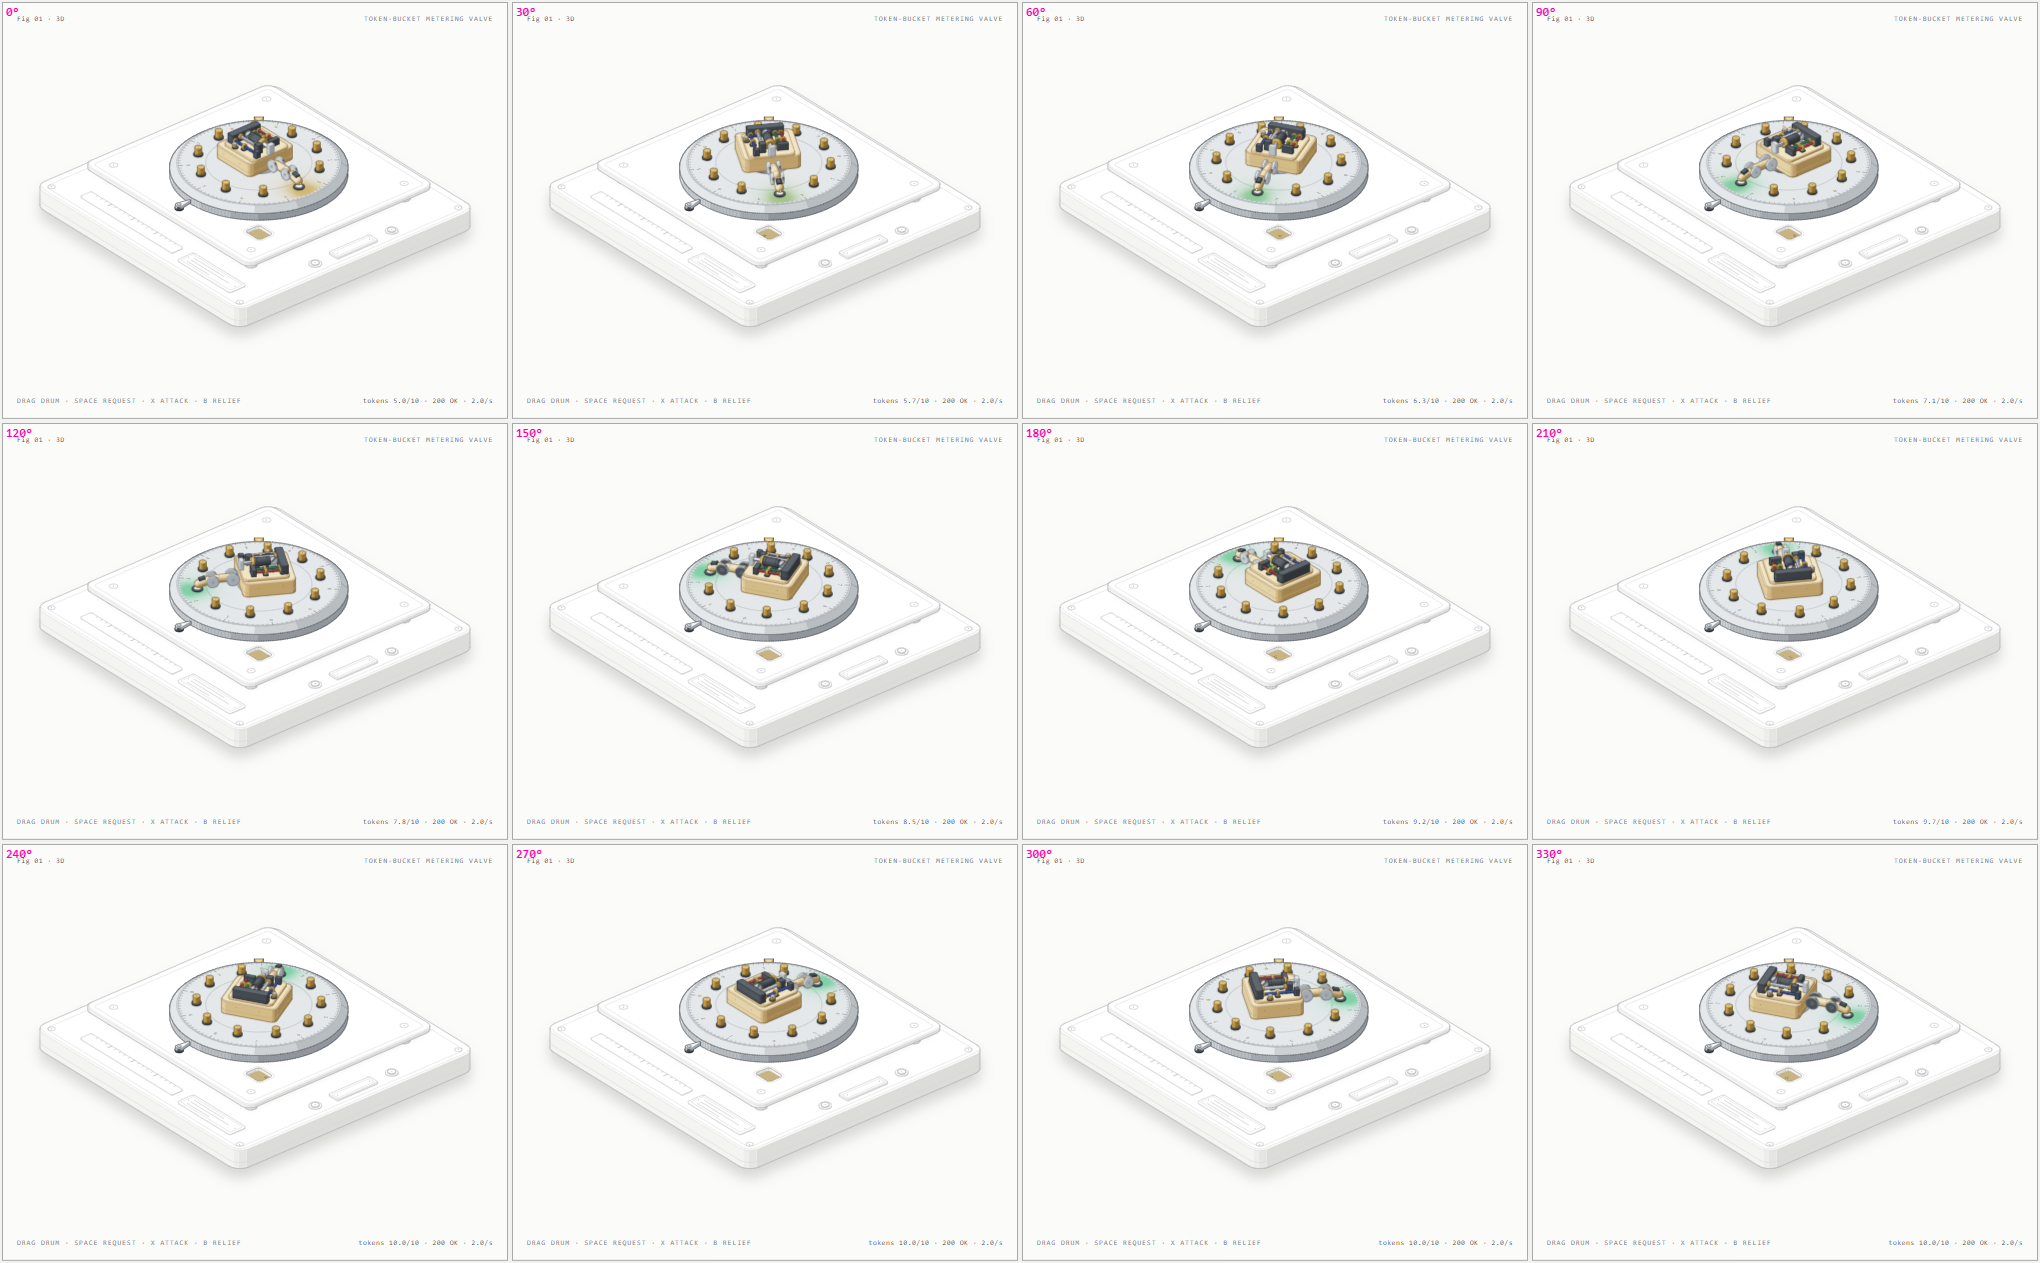 0° 30° 60° 90°
Fig 01 · 3D TOKEN-BUCKET METERING VALVE Fig 01 · 3D TOKEN-BUCKET METERING VALVE Fig 01 · 3D TOKEN-BUCKET METERING VALVE Fig 01 · 3D TOKEN-BUCKET METERING VALVE
DRAG DRUM · SPACE REQUEST · X ATTACK · B RELIEF tokens 5.0/10 · 200 OK · 2.0/s DRAG DRUM · SPACE REQUEST · X ATTACK · B RELIEF tokens 5.7/10 · 200 OK · 2.0/s DRAG DRUM · SPACE REQUEST · X ATTACK · B RELIEF tokens 6.3/10 · 200 OK · 2.0/s DRAG DRUM · SPACE REQUEST · X ATTACK · B RELIEF tokens 7.1/10 · 200 OK · 2.0/s
120° 150° 180° 210°
Fig 01 · 3D TOKEN-BUCKET METERING VALVE Fig 01 · 3D TOKEN-BUCKET METERING VALVE Fig 01 · 3D TOKEN-BUCKET METERING VALVE Fig 01 · 3D TOKEN-BUCKET METERING VALVE
DRAG DRUM · SPACE REQUEST · X ATTACK · B RELIEF tokens 7.8/10 · 200 OK · 2.0/s DRAG DRUM · SPACE REQUEST · X ATTACK · B RELIEF tokens 8.5/10 · 200 OK · 2.0/s DRAG DRUM · SPACE REQUEST · X ATTACK · B RELIEF tokens 9.2/10 · 200 OK · 2.0/s DRAG DRUM · SPACE REQUEST · X ATTACK · B RELIEF tokens 9.7/10 · 200 OK · 2.0/s
240° 270° 300° 330°
Fig 01 · 3D TOKEN-BUCKET METERING VALVE Fig 01 · 3D TOKEN-BUCKET METERING VALVE Fig 01 · 3D TOKEN-BUCKET METERING VALVE Fig 01 · 3D TOKEN-BUCKET METERING VALVE
DRAG DRUM · SPACE REQUEST · X ATTACK · B RELIEF tokens 10.0/10 · 200 OK · 2.0/s DRAG DRUM · SPACE REQUEST · X ATTACK · B RELIEF tokens 10.0/10 · 200 OK · 2.0/s DRAG DRUM · SPACE REQUEST · X ATTACK · B RELIEF tokens 10.0/10 · 200 OK · 2.0/s DRAG DRUM · SPACE REQUEST · X ATTACK · B RELIEF tokens 10.0/10 · 200 OK · 2.0/s